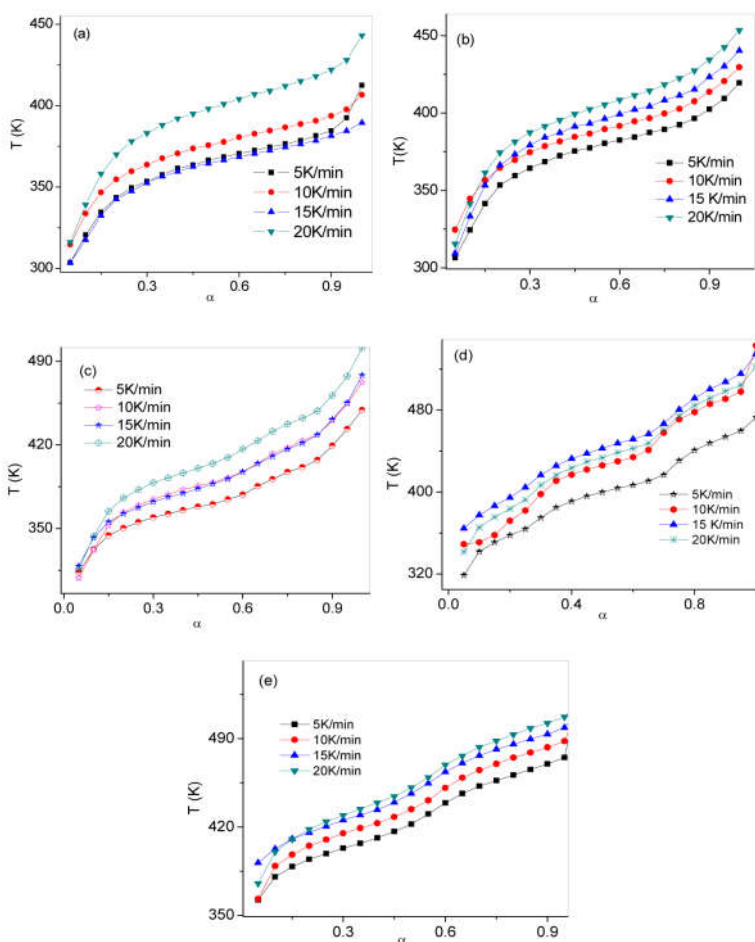 (a)
T (K)
450
400
350
300
5K/min
10K/min
15K/min
20K/min
0.3
0.6
0.9
α
(b)
T(K)
450
400
350
300
5K/min
10K/min
15 K/min
20K/min
0.3
0.6
0.9
α
(c)
T (K)
490
420
350
5K/min
10K/min
15K/min
20K/min
0.0
0.3
0.6
0.9
α
(d)
T (K)
480
400
320
5K/min
10K/min
15 K/min
20K/min
0.0
0.4
0.8
α
(e)
T (K)
490
420
350
5K/min
10K/min
15K/min
20K/min
0.3
0.6
0.9
α